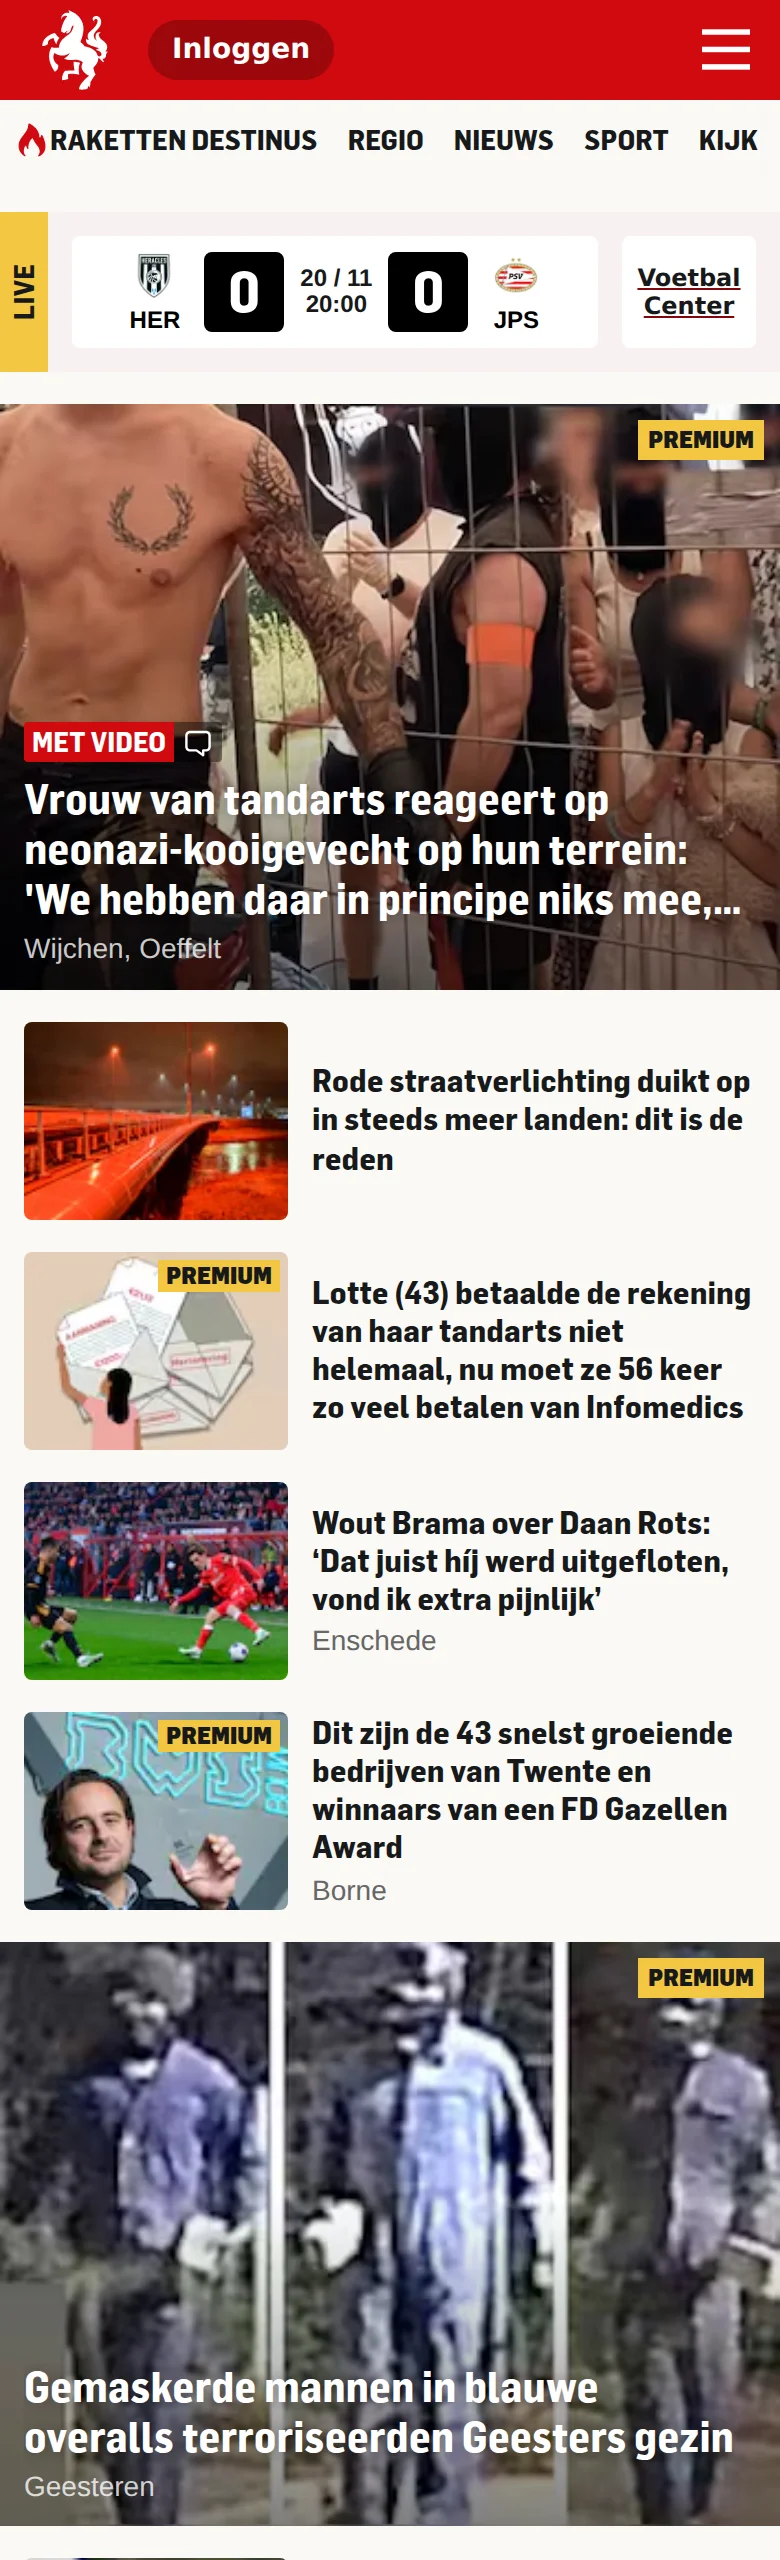 Inloggen
RAKETTEN DESTINUS REGIO NIEUWS SPORT KIJK
LIVE
HERACLES
HER
0
20 / 11
20:00
0
PSV
JPS
Voetbal
Center
PREMIUM
MET VIDEO
Vrouw van tandarts reageert op
neonazi-kooigevecht op hun terrein:
'We hebben daar in principe niks mee,...
Wijchen, Oeffelt
Rode straatverlichting duikt op
in steeds meer landen: dit is de
reden
PREMIUM
AANMANING
Lotte (43) betaalde de rekening
van haar tandarts niet
helemaal, nu moet ze 56 keer
zo veel betalen van Infomedics
Wout Brama over Daan Rots:
‘Dat juist híj werd uitgefloten,
vond ik extra pijnlijk’
Enschede
PREMIUM
Dit zijn de 43 snelst groeiende
bedrijven van Twente en
winnaars van een FD Gazellen
Award
Borne
PREMIUM
Gemaskerde mannen in blauwe
overalls terroriseerden Geesters gezin
Geesteren